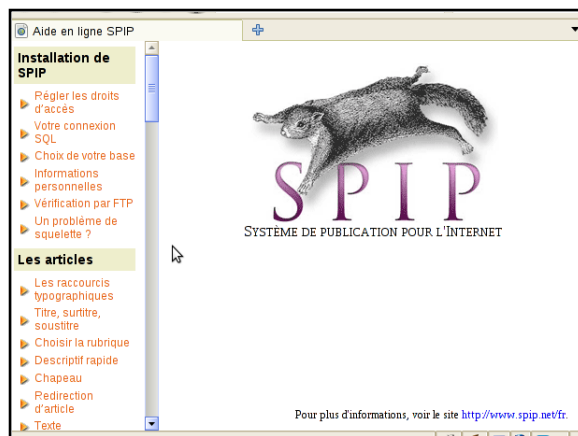 Aide en ligne SPIP
Installation de
SPIP
Régler les droits
d'accès
Votre connexion
SQL
Choix de votre base
Informations
personnelles
Vérification par FTP
Un problème de
squelette ?
Les articles
Les raccourcis
typographiques
Titre, surtitre,
soustitre
Choisir la rubrique
Descriptif rapide
Chapeau
Redirection
d'article
Texte
SPIP
SYSTÈME DE PUBLICATION POUR L'INTERNET
Pour plus d'informations, voir le site http://www.spip.net/fr.